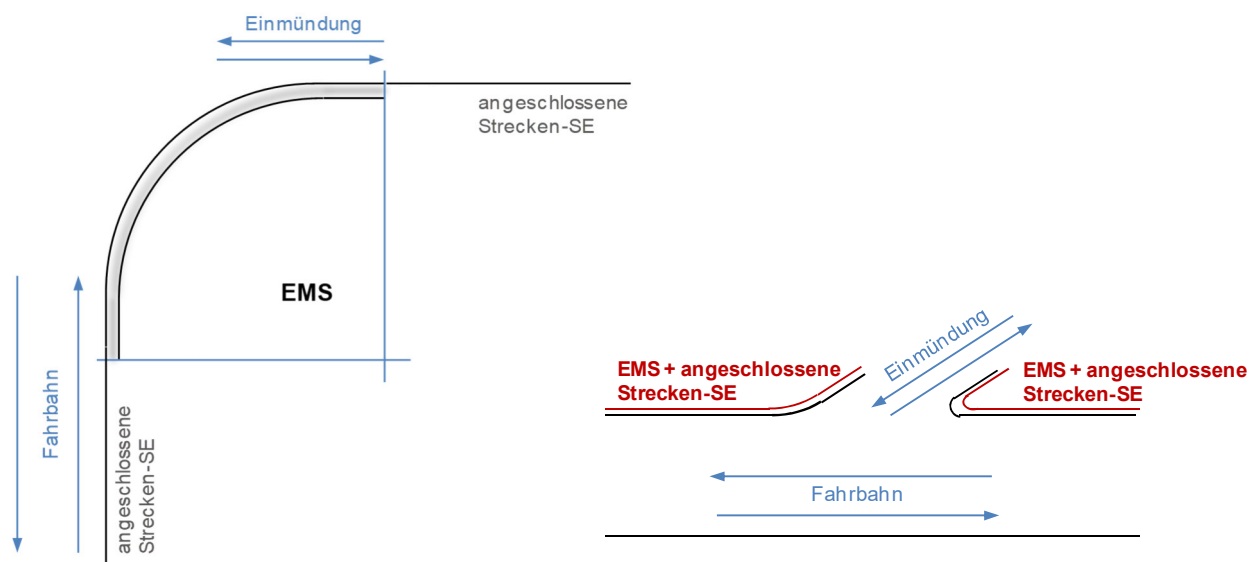 Einmündung
angeschlossene
Strecken-SE
EMS
Fahrbahn
angeschlossene
Strecken-SE
Einmündung
EMS + angeschlossene
Strecken-SE
EMS + angeschlossene
Strecken-SE
Fahrbahn